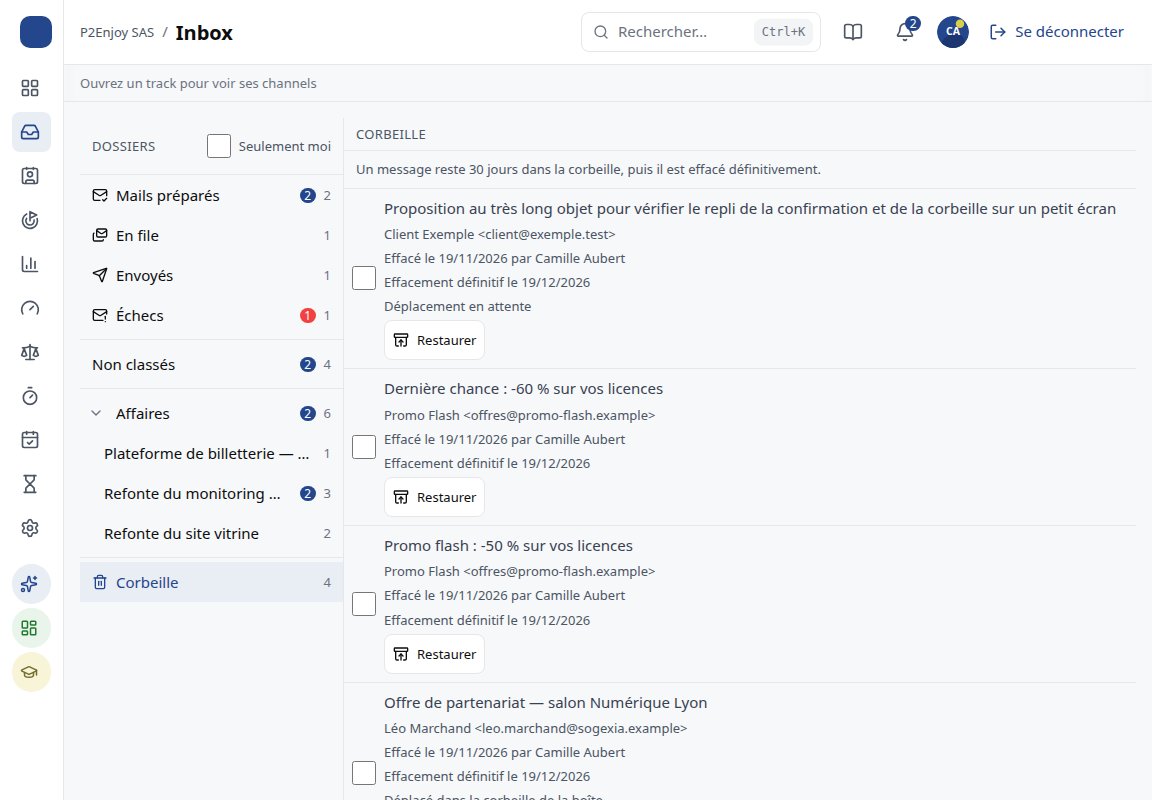 P2Enjoy SAS / Inbox
Rechercher... Ctrl+K
2
CA
Se déconnecter
Ouvrez un track pour voir ses channels
DOSSIERS
Seulement moi
Mails préparés 2 2
En file 1
Envoyés 1
Échecs 1 1
Non classés 2 4
Affaires 2 6
Plateforme de billetterie — ... 1
Refonte du monitoring ... 2 3
Refonte du site vitrine 2
Corbeille 4
CORBEILLE
Un message reste 30 jours dans la corbeille, puis il est effacé définitivement.
Proposition au très long objet pour vérifier le repli de la confirmation et de la corbeille sur un petit écran
Client Exemple <client@exemple.test>
Effacé le 19/11/2026 par Camille Aubert
Effacement définitif le 19/12/2026
Déplacement en attente
Restaurer
Dernière chance : -60 % sur vos licences
Promo Flash <offres@promo-flash.example>
Effacé le 19/11/2026 par Camille Aubert
Effacement définitif le 19/12/2026
Restaurer
Promo flash : -50 % sur vos licences
Promo Flash <offres@promo-flash.example>
Effacé le 19/11/2026 par Camille Aubert
Effacement définitif le 19/12/2026
Restaurer
Offre de partenariat — salon Numérique Lyon
Léo Marchand <leo.marchand@sogexia.example>
Effacé le 19/11/2026 par Camille Aubert
Effacement définitif le 19/12/2026
Déplacé dans la corbeille de la boîte